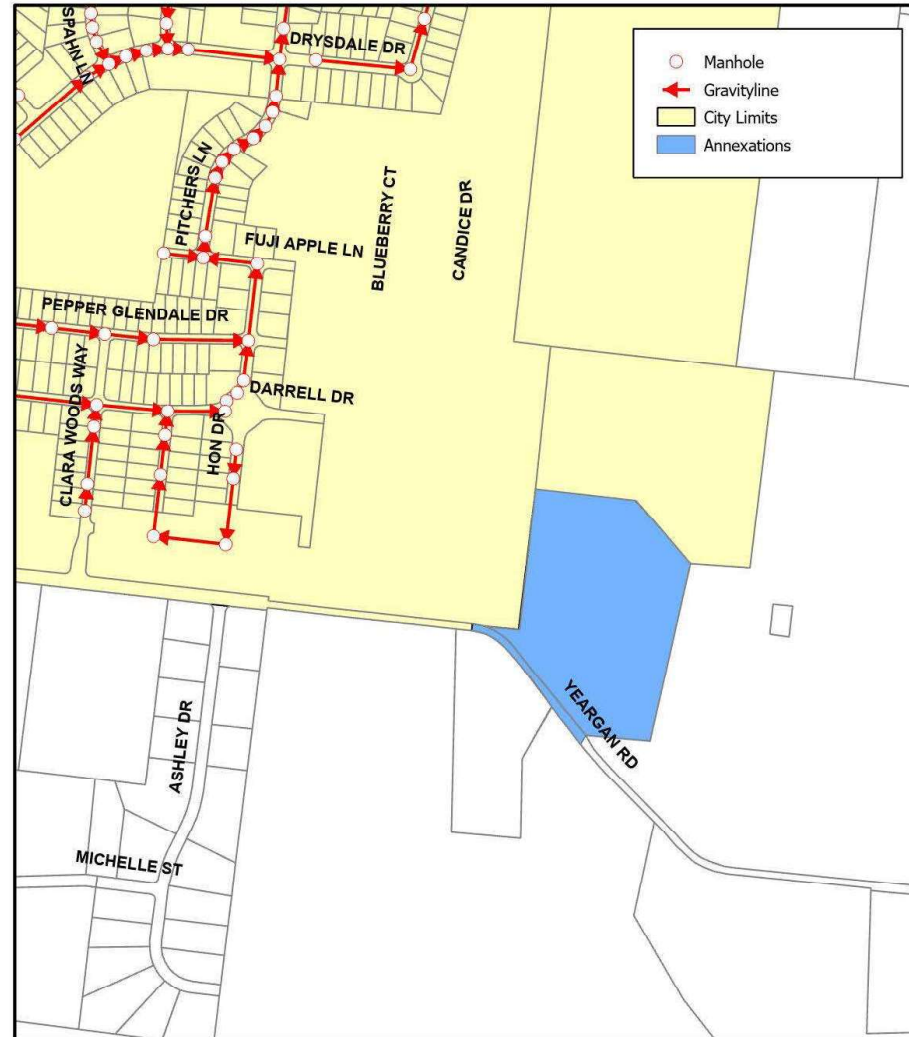 SPAHN LN
DRYSDALE DR
Manhole
Gravityline
City Limits
Annexations
PITCHERS LN
FUJI APPLE LN
BLUEBERRY CT
CANDICE DR
PEPPER GLENDALE DR
DARRELL DR
CLARA WOODS WAY
HON DR
YEARGAN RD
ASHLEY DR
MICHELLE ST